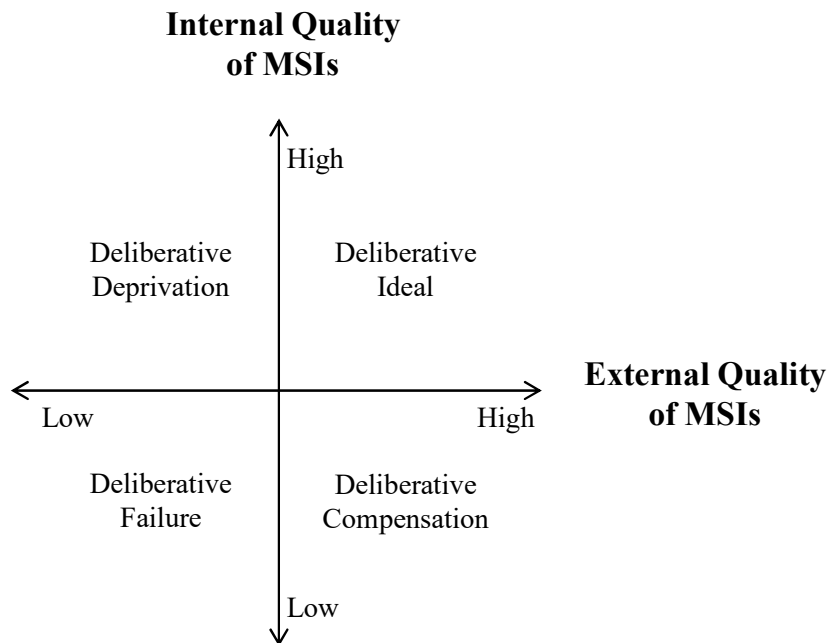 Internal Quality
of MSIs
High
Deliberative
Deprivation
Deliberative
Ideal
External Quality
of MSIs
Low
High
Deliberative
Failure
Deliberative
Compensation
Low